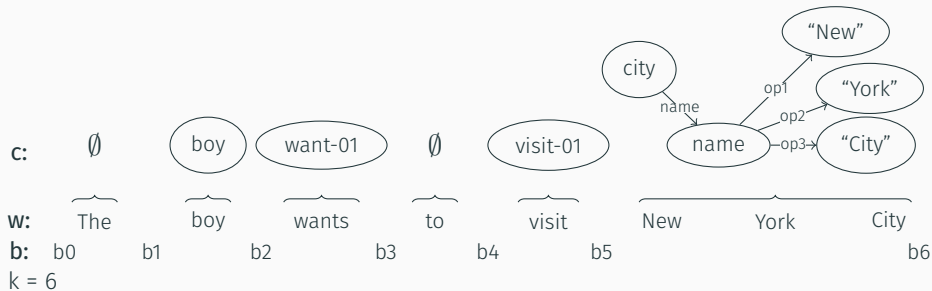 “New”
city
op1
“York”
name
op2
c: ∅ boy want-01 ∅ visit-01 name op3 “City”
w: The boy wants to visit New York City
b: b0 b1 b2 b3 b4 b5 b6
k = 6